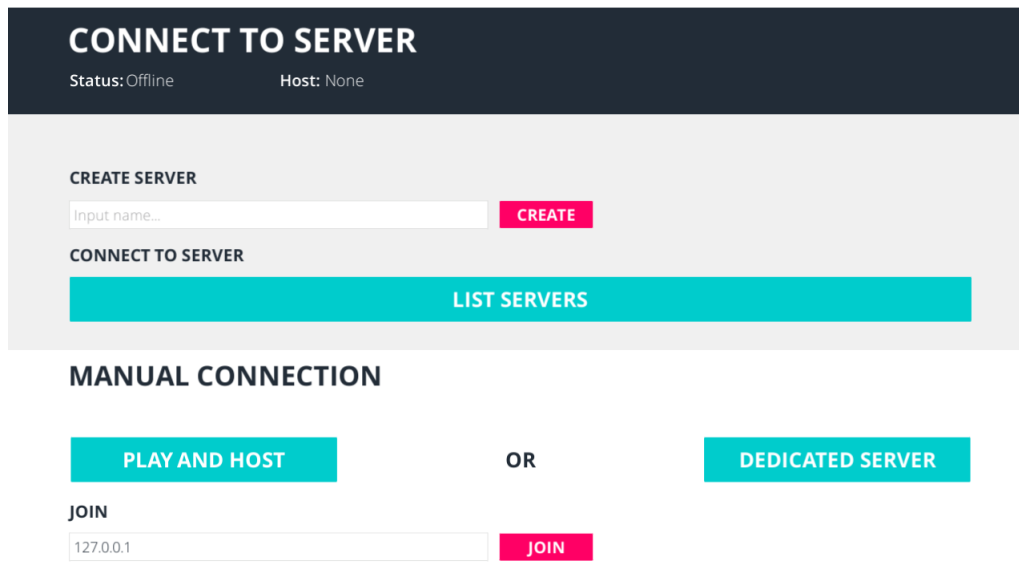 CONNECT TO SERVER
Status: Offline Host: None
CREATE SERVER
Input name... CREATE
CONNECT TO SERVER
LIST SERVERS
MANUAL CONNECTION
PLAY AND HOST OR DEDICATED SERVER
JOIN
127.0.0.1 JOIN